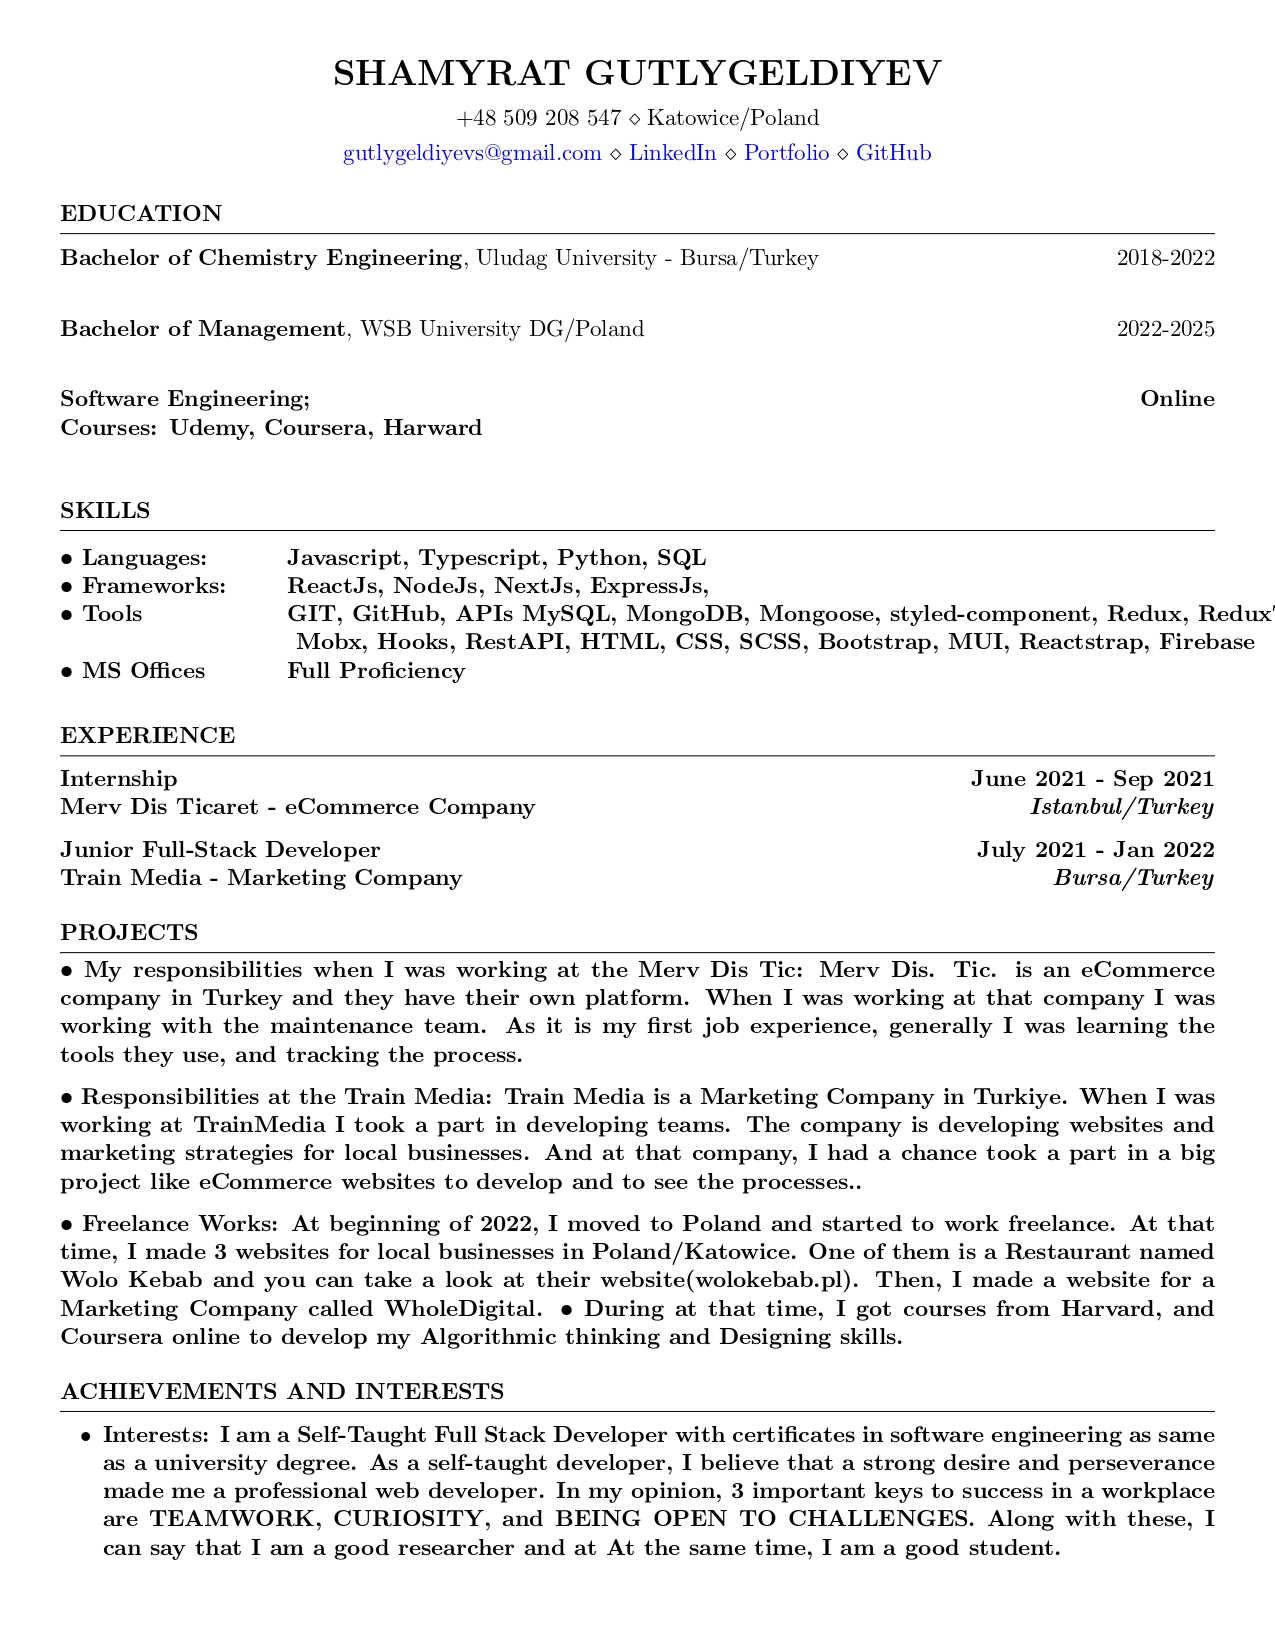 SHAMYRAT GUTLYGELDIYEV
+48 509 208 547 ⋄ Katowice/Poland
gutlygeldiyevs@gmail.com ⋄ LinkedIn ⋄ Portfolio ⋄ GitHub
EDUCATION
Bachelor of Chemistry Engineering, Uludag University - Bursa/Turkey 2018-2022
Bachelor of Management, WSB University DG/Poland 2022-2025
Software Engineering; Online
Courses: Udemy, Coursera, Harward
SKILLS
• Languages: Javascript, Typescript, Python, SQL
• Frameworks: ReactJs, NodeJs, NextJs, ExpressJs,
• Tools GIT, GitHub, APIs MySQL, MongoDB, Mongoose, styled-component, Redux, Redux
Mobx, Hooks, RestAPI, HTML, CSS, SCSS, Bootstrap, MUI, Reactstrap, Firebase
• MS Offices Full Proficiency
EXPERIENCE
Internship June 2021 - Sep 2021
Merv Dis Ticaret - eCommerce Company Istanbul/Turkey
Junior Full-Stack Developer July 2021 - Jan 2022
Train Media - Marketing Company Bursa/Turkey
PROJECTS
• My responsibilities when I was working at the Merv Dis Tic: Merv Dis. Tic. is an eCommerce
company in Turkey and they have their own platform. When I was working at that company I was
working with the maintenance team. As it is my first job experience, generally I was learning the
tools they use, and tracking the process.
• Responsibilities at the Train Media: Train Media is a Marketing Company in Turkiye. When I was
working at TrainMedia I took a part in developing teams. The company is developing websites and
marketing strategies for local businesses. And at that company, I had a chance took a part in a big
project like eCommerce websites to develop and to see the processes..
• Freelance Works: At beginning of 2022, I moved to Poland and started to work freelance. At that
time, I made 3 websites for local businesses in Poland/Katowice. One of them is a Restaurant named
Wolo Kebab and you can take a look at their website(wolokebab.pl). Then, I made a website for a
Marketing Company called WholeDigital. • During at that time, I got courses from Harvard, and
Coursera online to develop my Algorithmic thinking and Designing skills.
ACHIEVEMENTS AND INTERESTS
• Interests: I am a Self-Taught Full Stack Developer with certificates in software engineering as same
as a university degree. As a self-taught developer, I believe that a strong desire and perseverance
made me a professional web developer. In my opinion, 3 important keys to success in a workplace
are TEAMWORK, CURIOSITY, and BEING OPEN TO CHALLENGES. Along with these, I
can say that I am a good researcher and at At the same time, I am a good student.